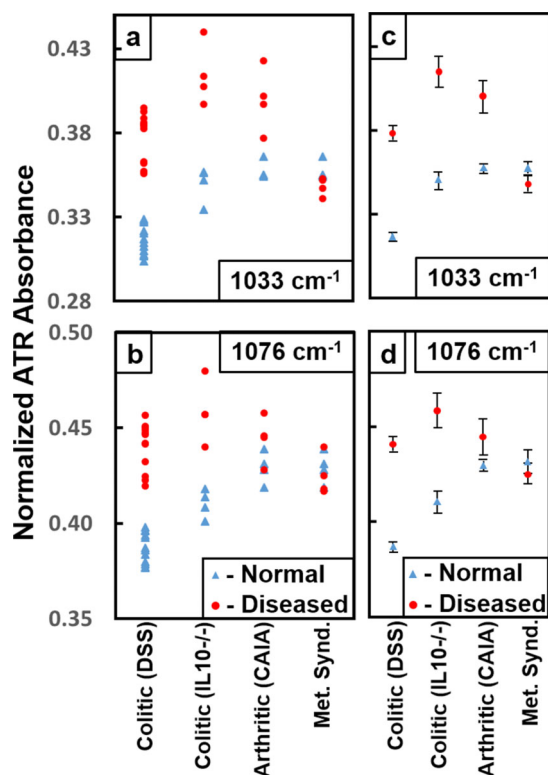 Normalized ATR Absorbance
a
0.43
0.38
0.33
0.28
1033 cm-1
c
1033 cm-1
b
0.50
0.45
0.40
0.35
1076 cm-1
- Normal
- Diseased
d
1076 cm-1
Colitic (DSS)
Colitic (IL10-/-)
Arthritic (CAIA)
Met. Synd.
Colitic (DSS)
Colitic (IL10-/-)
Arthritic (CAIA)
Met. Synd.